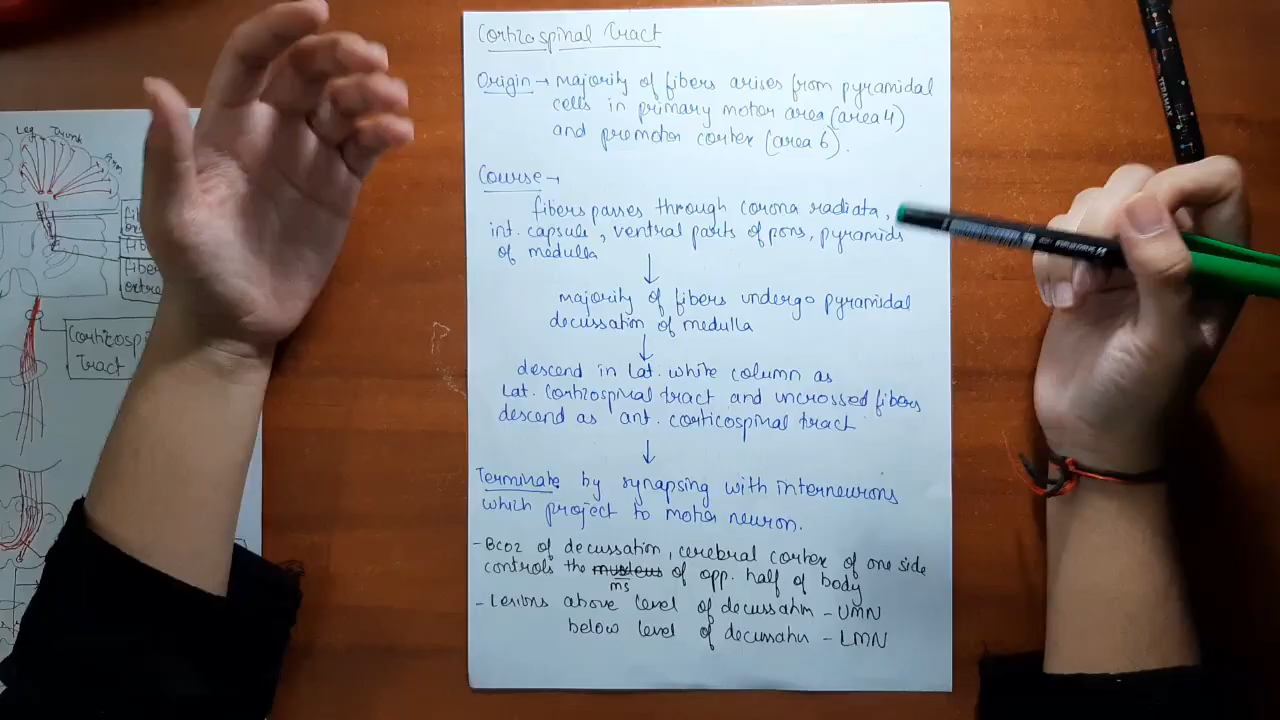 Corticospinal Tract
Origin → majority of fibers arises from pyramidal
cells in primary motor area (area 4)
and premotor cortex (area 6).
Course →
fibers passes through corona radiata,
int. capsule, ventral parts of pons, pyramids
of medulla
↓
majority of fibers undergo pyramidal
decussation of medulla
↓
descend in Lat. white column as
Lat. corticospinal tract and uncrossed fibers
descend as ant. corticospinal tract
↓
Terminate by synapsing with interneurons
which project to motor neuron.
- Bcoz of decussation, cerebral cortex of one side
controls the ms of opp. half of body
- Lesions above level of decussation - UMN
below level of decussation - LMN
Leg Trunk Arm
Corticospi
Tract